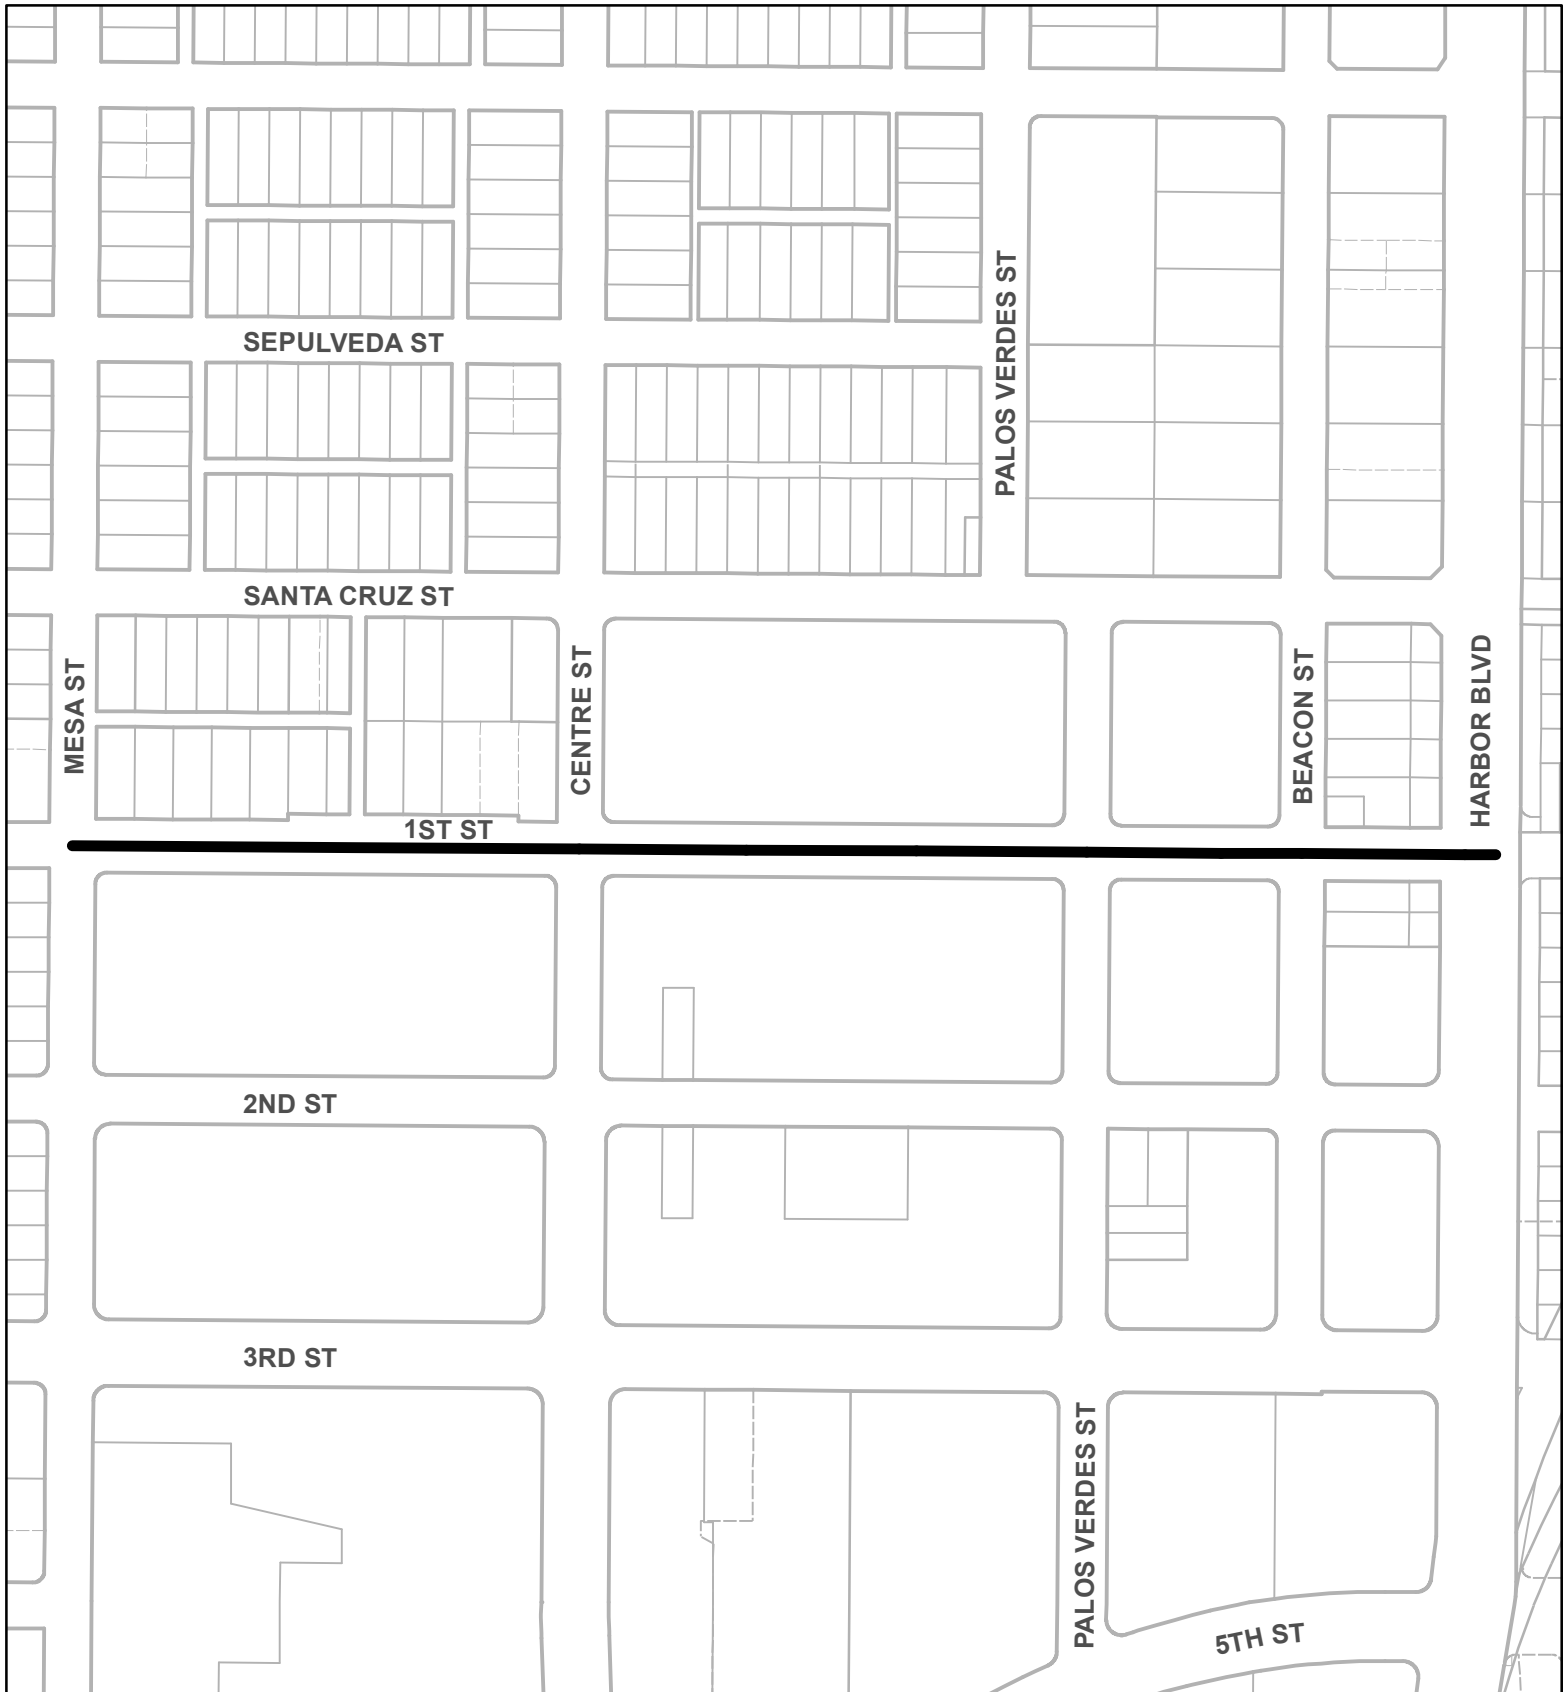 PALOS VERDES ST
SEPULVEDA ST
SANTA CRUZ ST
MESA ST
CENTRE ST
BEACON ST
HARBOR BLVD
1ST ST
2ND ST
3RD ST
PALOS VERDES ST
5TH ST